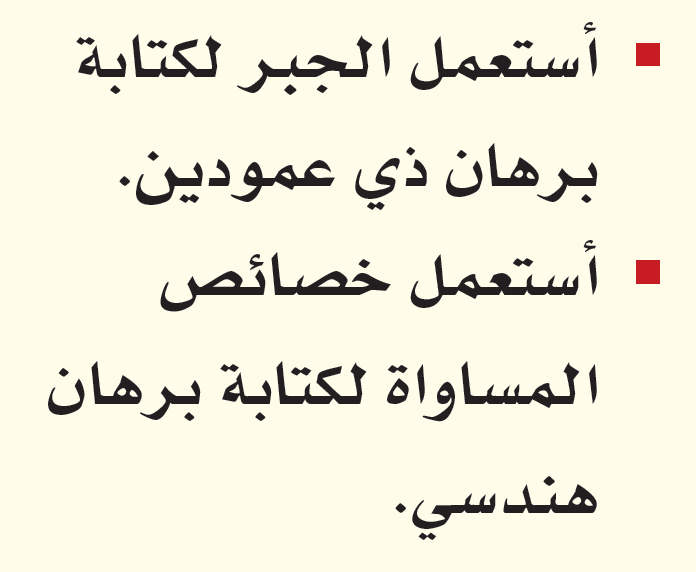 أستعمل الجبر لكتابة
برهان ذي عمودين.
أستعمل خصائص
المساواة لكتابة برهان
هندسي.